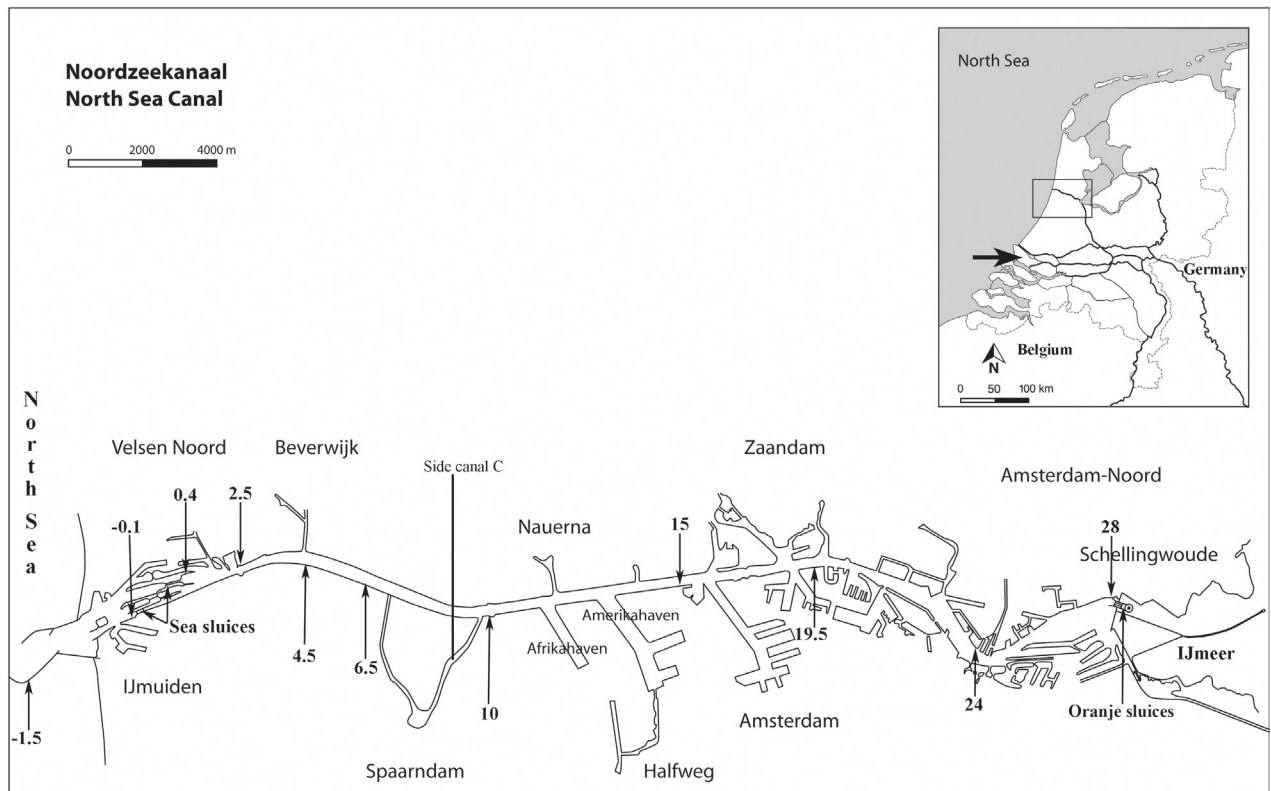 Noordzeekanaal
North Sea Canal
0 2000 4000 m
North Sea
Germany
Belgium
N
0 50 100 km
North Sea
Velsen Noord
Beverwijk
Side canal C
Nauerna
Zaandam
Amsterdam-Noord
Schellingwoude
-0.1
0.4
2.5
15
28
Sea sluices
Amerikahaven
Afrikahaven
4.5
6.5
10
19.5
24
IJmeer
Oranje sluices
-1.5
IJmuiden
Spaarndam
Halfweg
Amsterdam